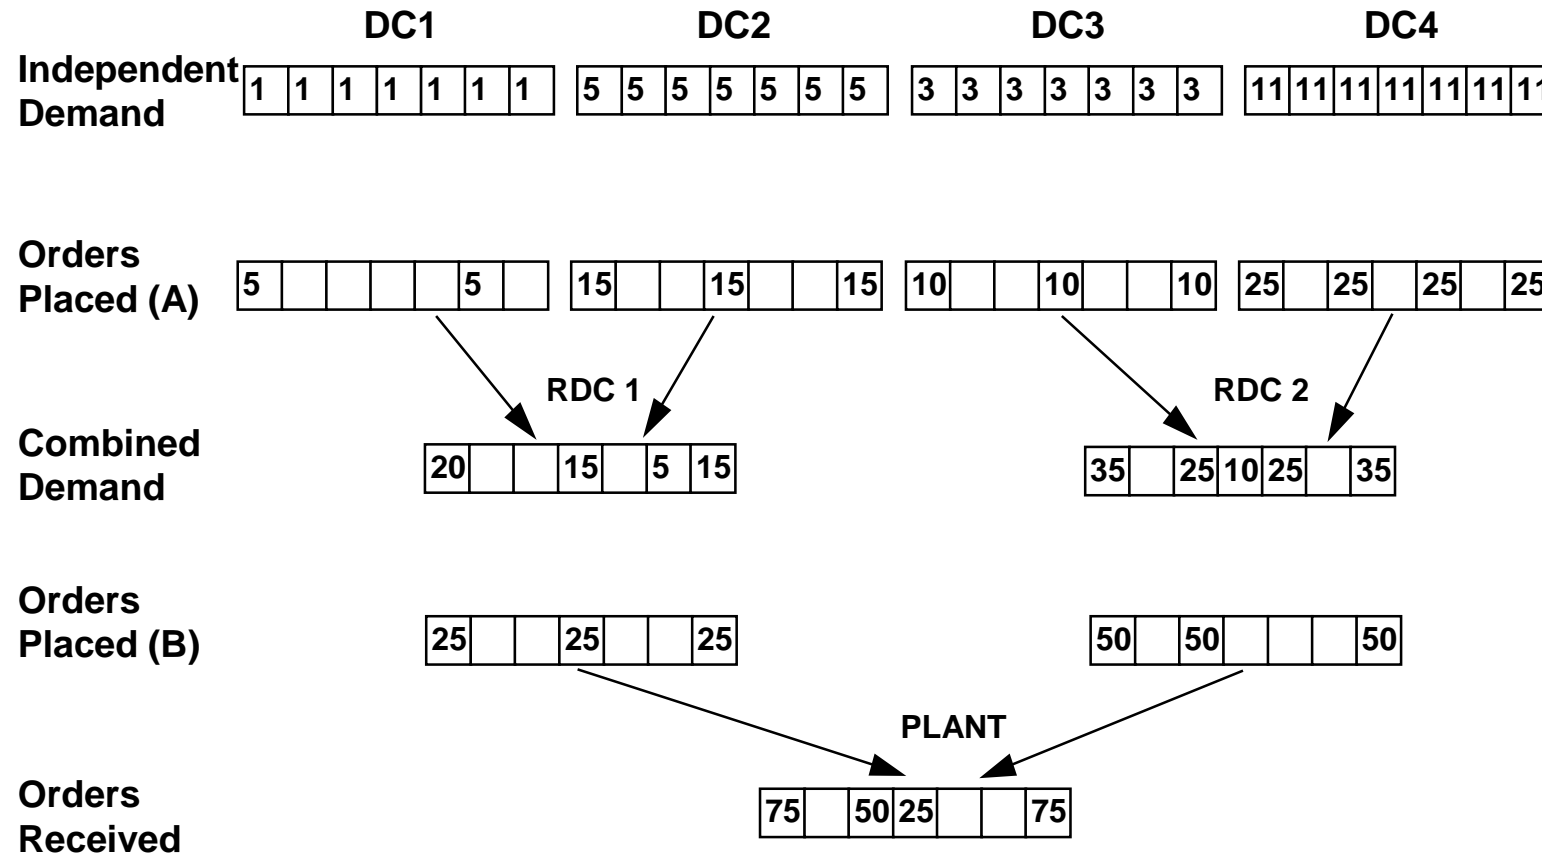 DC1 DC2 DC3 DC4
Independent
Demand
1 1 1 1 1 1 1 5 5 5 5 5 5 5 3 3 3 3 3 3 3 11 11 11 11 11 11 11
Orders
Placed (A)
5 5 15 15 15 10 10 10 25 25 25 25
RDC 1 RDC 2
Combined
Demand
20 15 5 15 35 25 10 25 35
Orders
Placed (B)
25 25 25 50 50 50
PLANT
Orders
Received
75 50 25 75